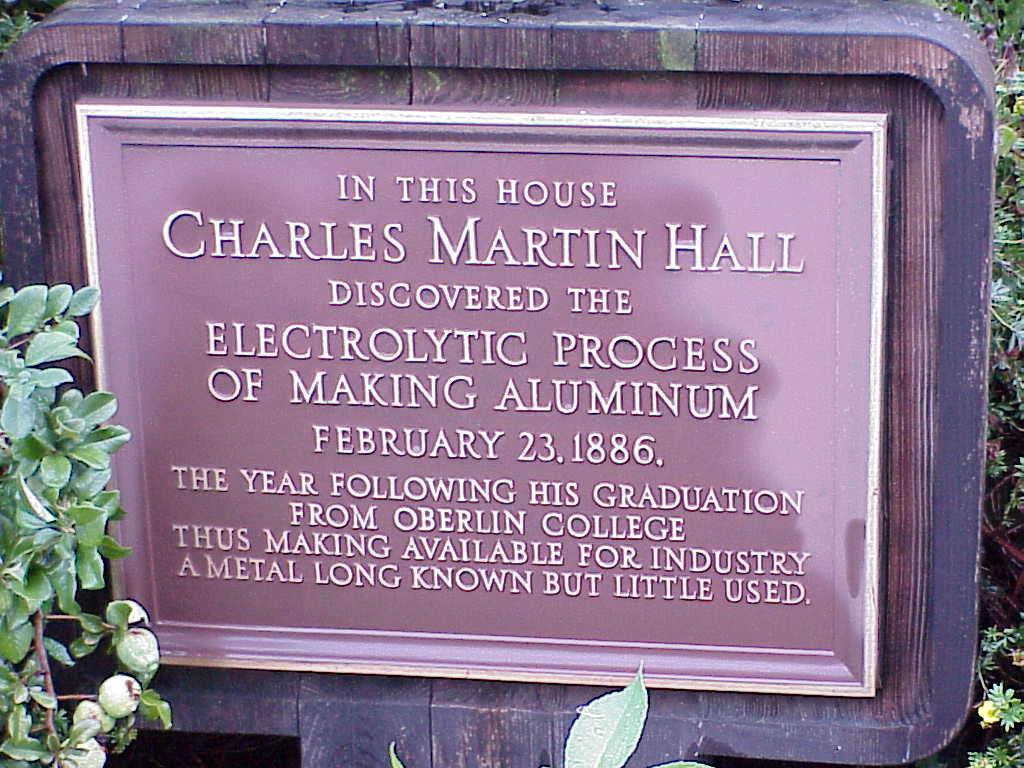 IN THIS HOUSE
CHARLES MARTIN HALL
DISCOVERED THE
ELECTROLYTIC PROCESS
OF MAKING ALUMINUM
FEBRUARY 23, 1886,
THE YEAR FOLLOWING HIS GRADUATION
FROM OBERLIN COLLEGE
THUS MAKING AVAILABLE FOR INDUSTRY
A METAL LONG KNOWN BUT LITTLE USED.